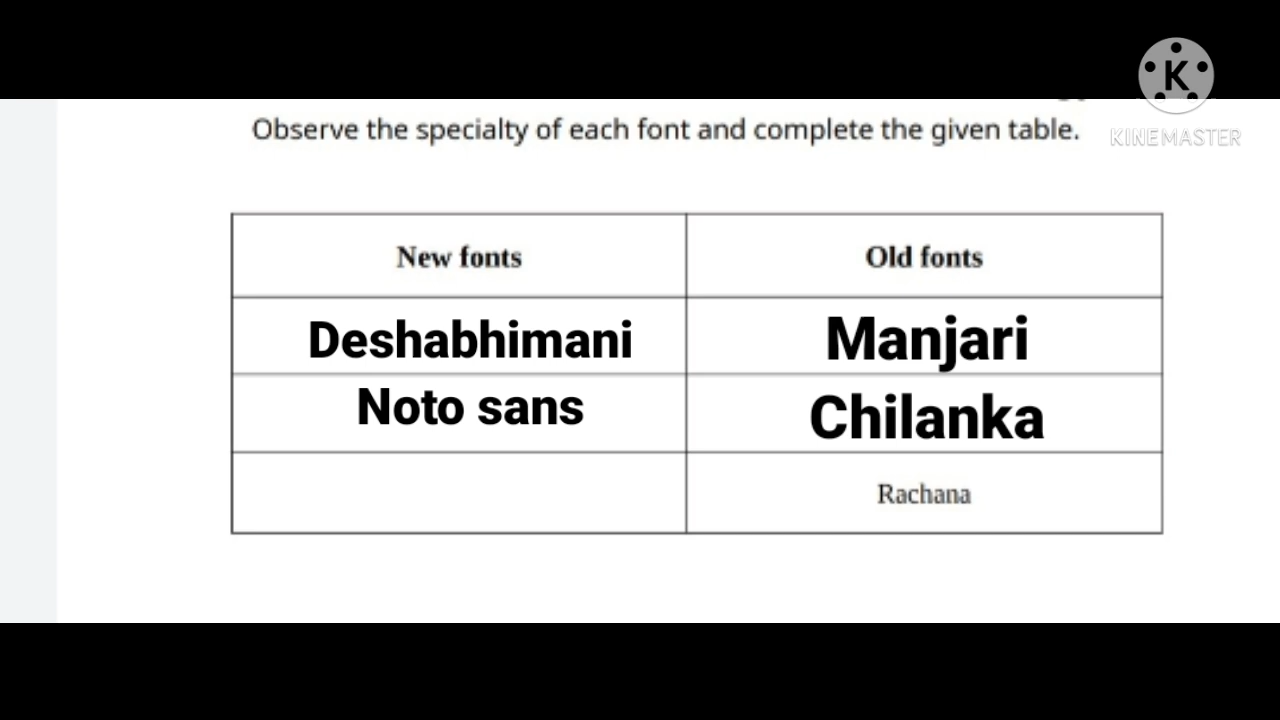 K
KINEMASTER
Observe the specialty of each font and complete the given table.
New fonts Old fonts
Deshabhimani Manjari
Noto sans Chilanka
Rachana